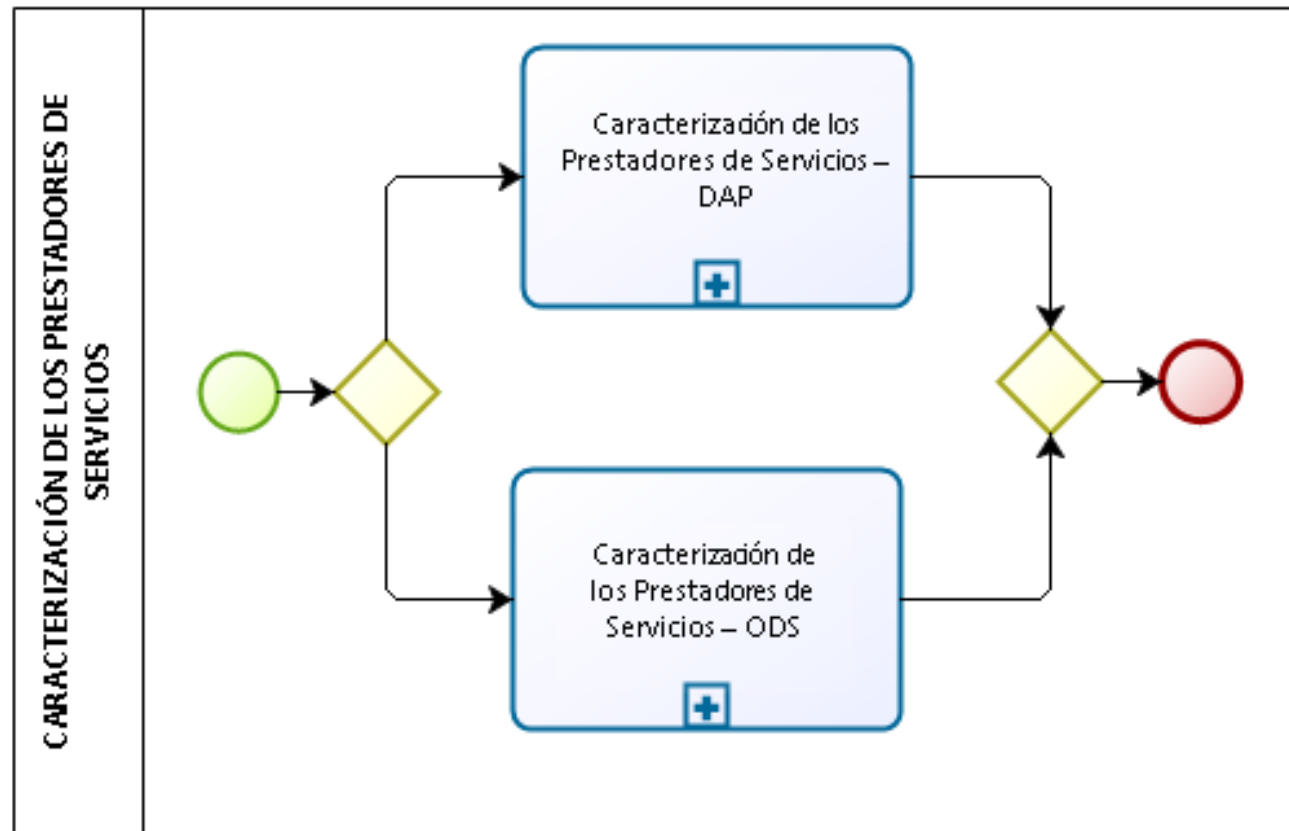 CARACTERIZACIÓN DE LOS PRESTADORES DE
SERVICIOS
Caracterización de los
Prestadores de Servicios –
DAP
Caracterización de
los Prestadores de
Servicios – ODS